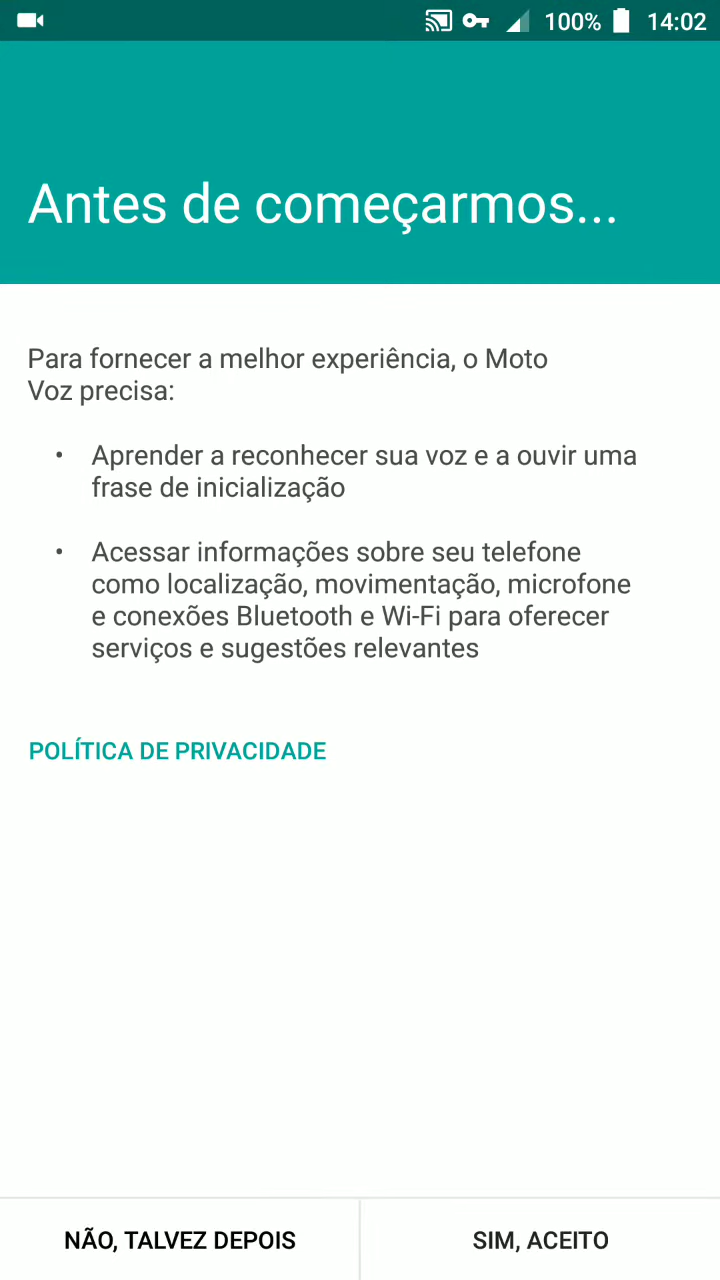 100% 14:02
Antes de começarmos...
Para fornecer a melhor experiência, o Moto
Voz precisa:
• Aprender a reconhecer sua voz e a ouvir uma
frase de inicialização
• Acessar informações sobre seu telefone
como localização, movimentação, microfone
e conexões Bluetooth e Wi-Fi para oferecer
serviços e sugestões relevantes
POLÍTICA DE PRIVACIDADE
NÃO, TALVEZ DEPOIS
SIM, ACEITO